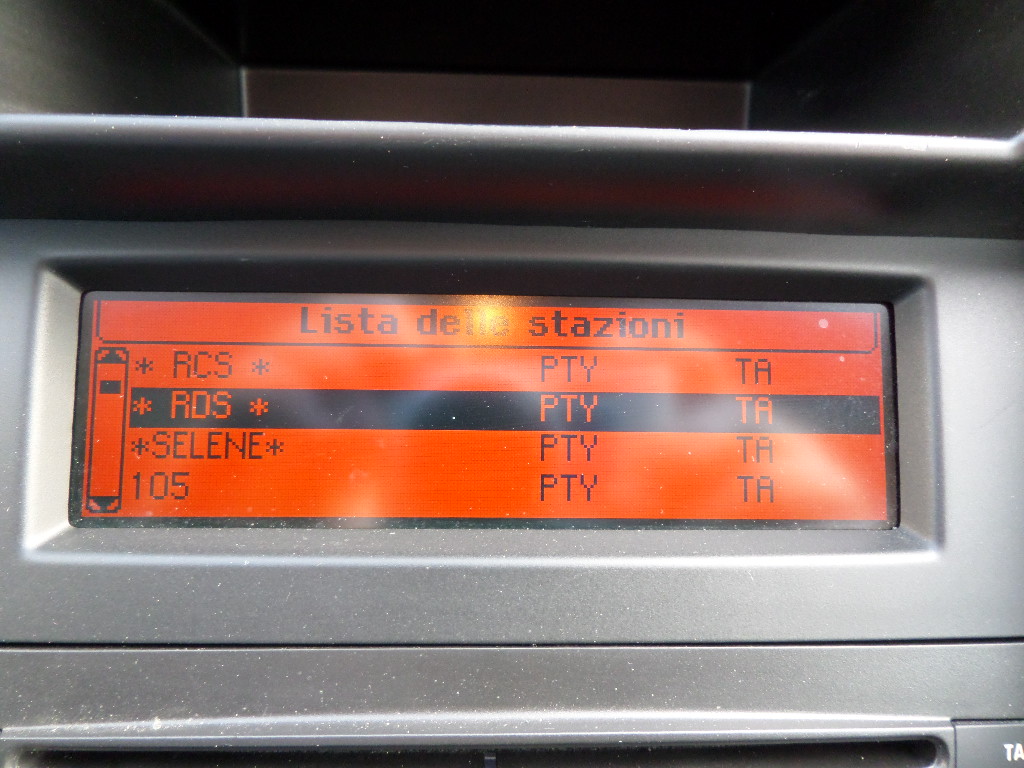 Lista delle stazioni
* RCS * PTY TA
* RDS * PTY TA
*SELENE* PTY TA
105 PTY TA
TA